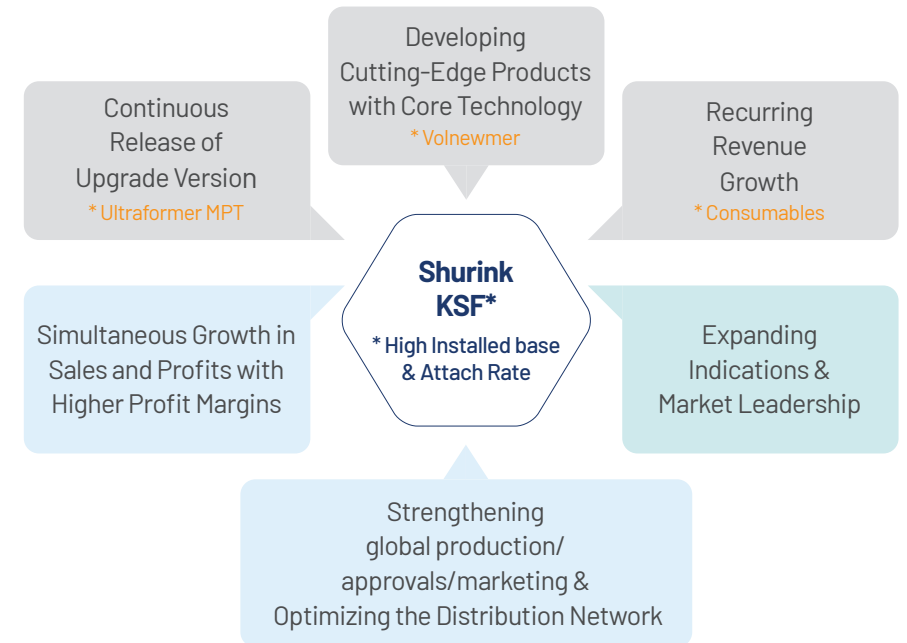 Developing
Cutting-Edge Products
with Core Technology
* Volnewmer
Continuous
Release of
Upgrade Version
* Ultraformer MPT
Recurring
Revenue
Growth
* Consumables
Shurink
KSF*
* High Installed base
& Attach Rate
Simultaneous Growth in
Sales and Profits with
Higher Profit Margins
Expanding
Indications &
Market Leadership
Strengthening
global production/
approvals/marketing &
Optimizing the Distribution Network